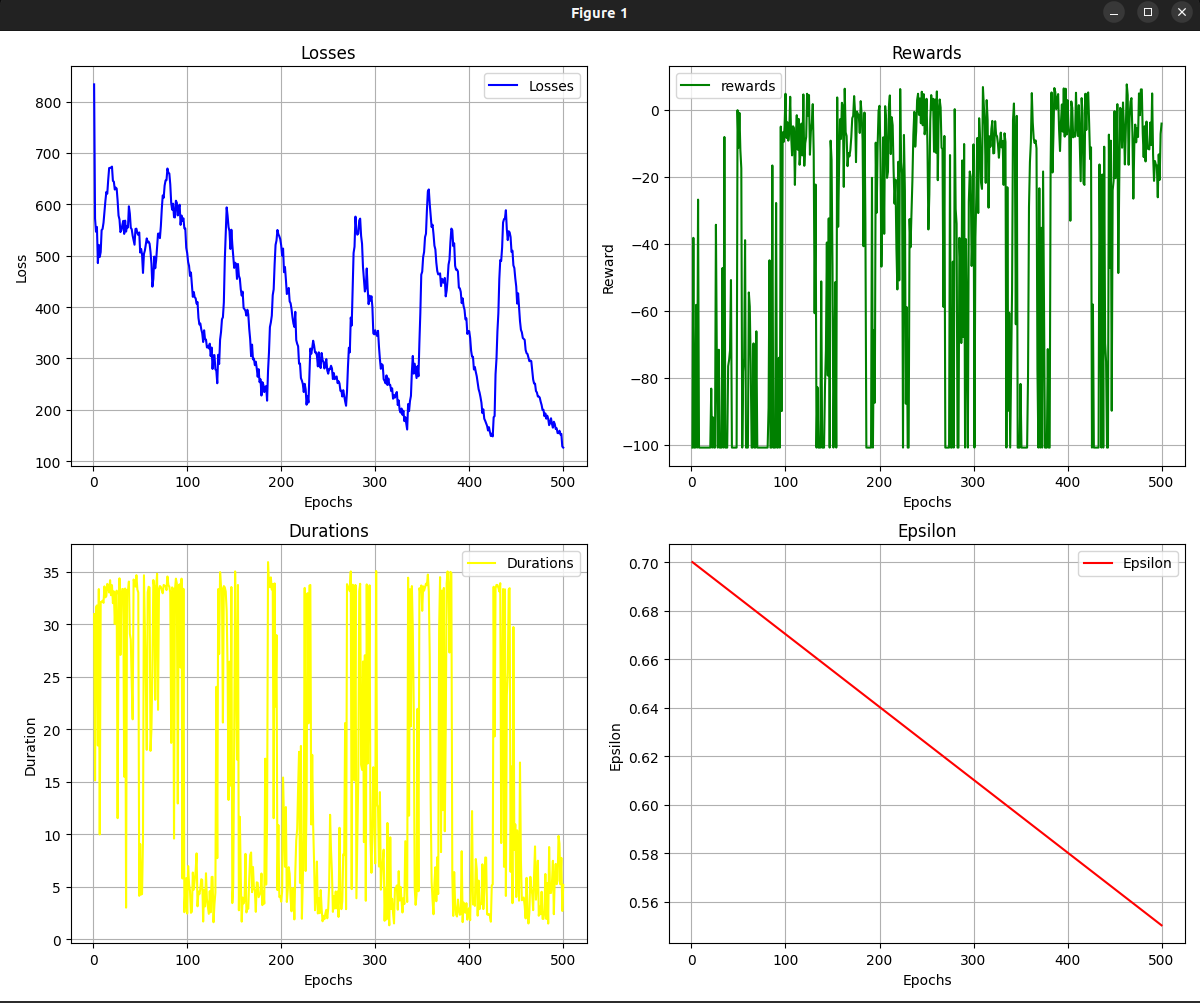 Figure 1
Losses
Losses
800
700
600
500
400
300
200
100
Loss
0 100 200 300 400 500
Epochs
Rewards
rewards
0
−20
−40
−60
−80
−100
Reward
0 100 200 300 400 500
Epochs
Durations
Durations
35
30
25
20
15
10
5
0
Duration
0 100 200 300 400 500
Epochs
Epsilon
Epsilon
0.70
0.68
0.66
0.64
0.62
0.60
0.58
0.56
Epsilon
0 100 200 300 400 500
Epochs